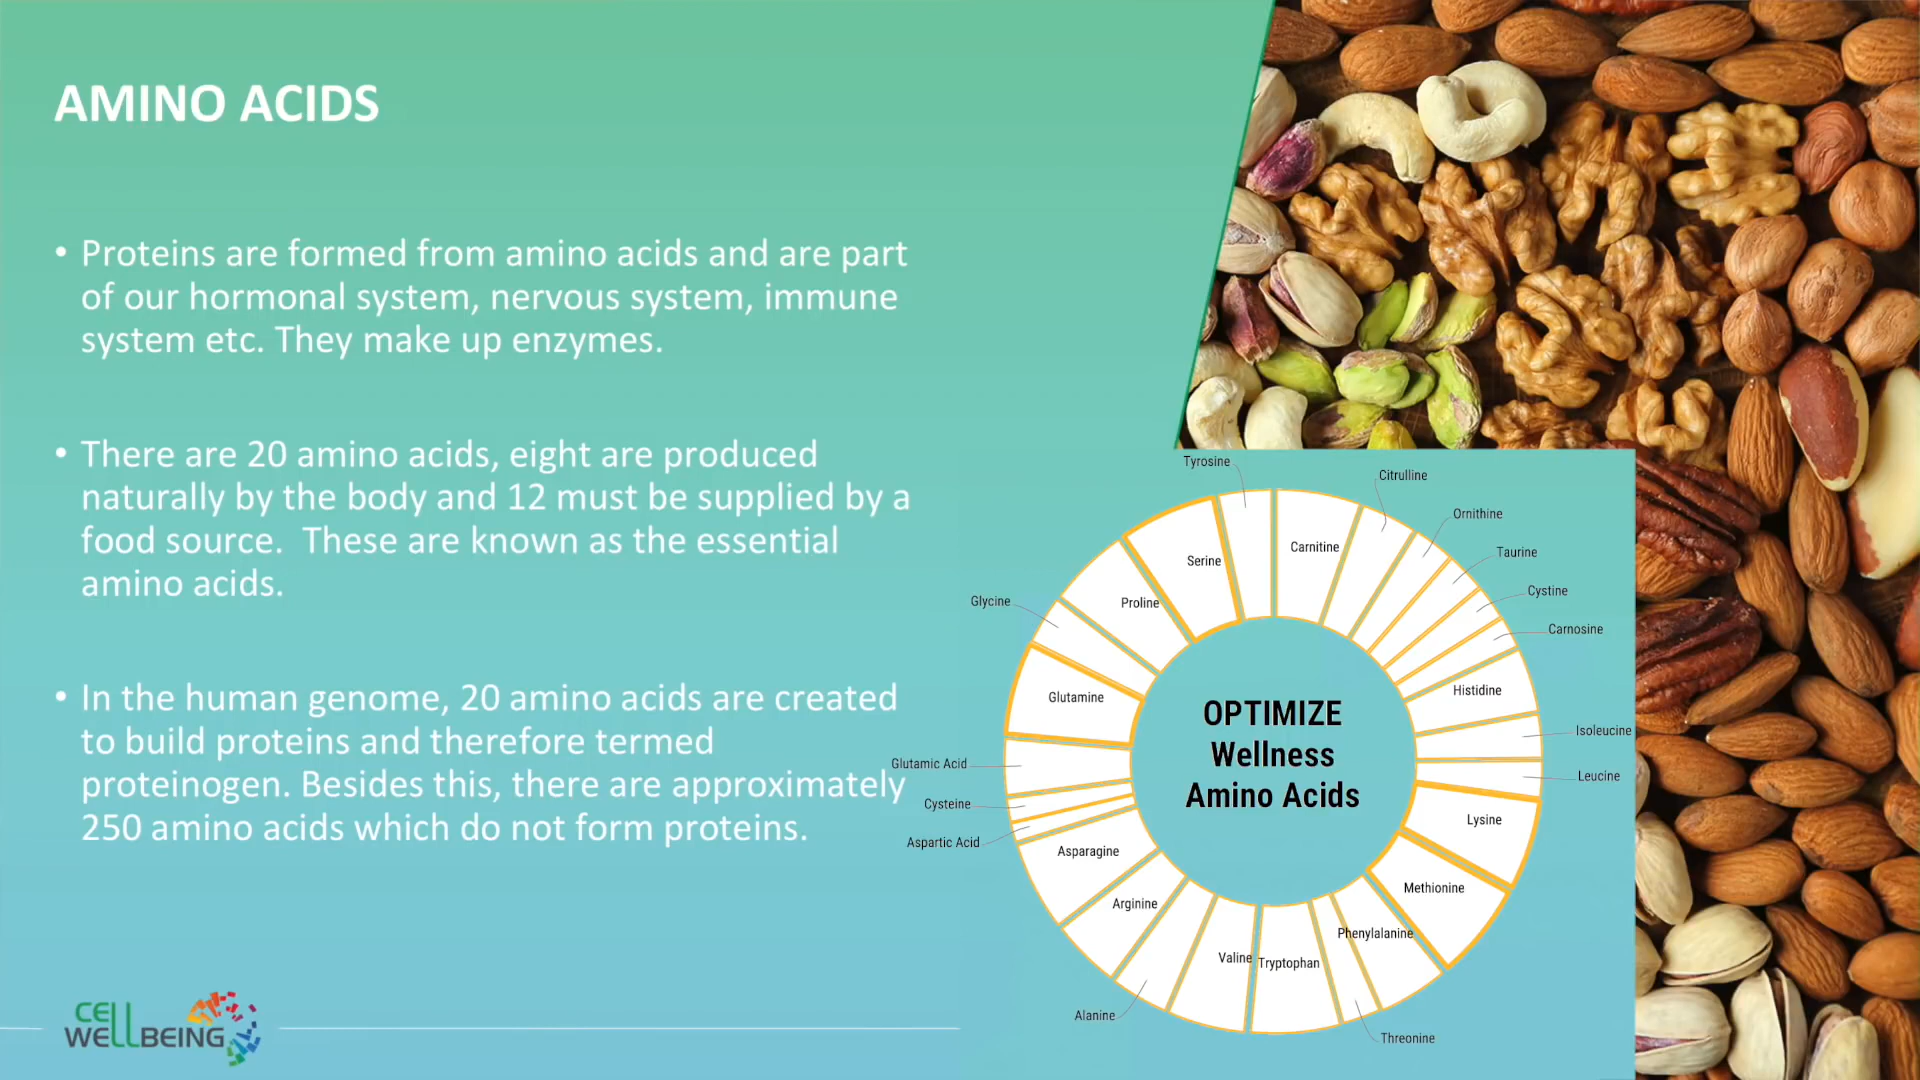 AMINO ACIDS
• Proteins are formed from amino acids and are part
of our hormonal system, nervous system, immune
system etc. They make up enzymes.
• There are 20 amino acids, eight are produced
naturally by the body and 12 must be supplied by a
food source.  These are known as the essential
amino acids.
• In the human genome, 20 amino acids are created
to build proteins and therefore termed
proteinogen. Besides this, there are approximately
250 amino acids which do not form proteins.
Tyrosine
Citrulline
Ornithine
Taurine
Cystine
Carnosine
Histidine
Isoleucine
Leucine
Lysine
Methionine
Phenylalanine
Threonine
Tryptophan
Valine
Alanine
Arginine
Asparagine
Aspartic Acid
Cysteine
Glutamic Acid
Glutamine
Glycine
Proline
Serine
Carnitine
OPTIMIZE
Wellness
Amino Acids
CELL
WELLBEING